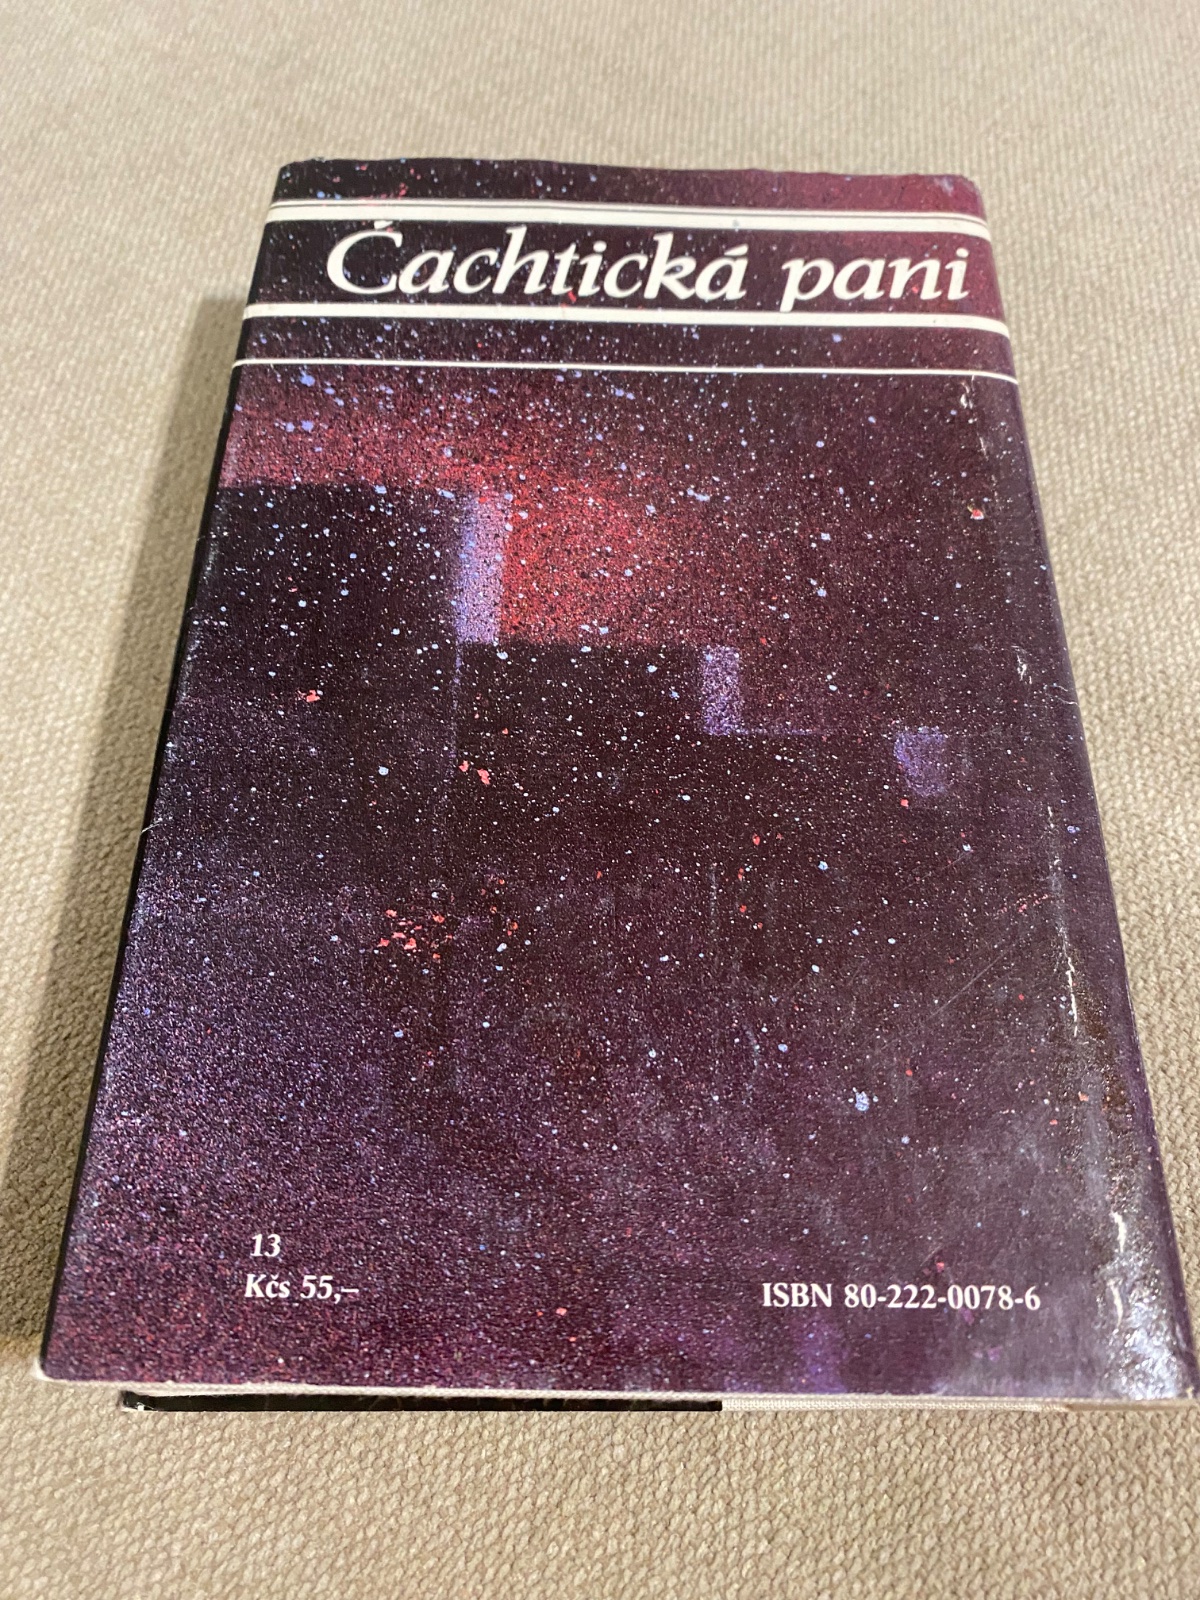 Čachtická pani
13
Kčs 55,–
ISBN 80-222-0078-6